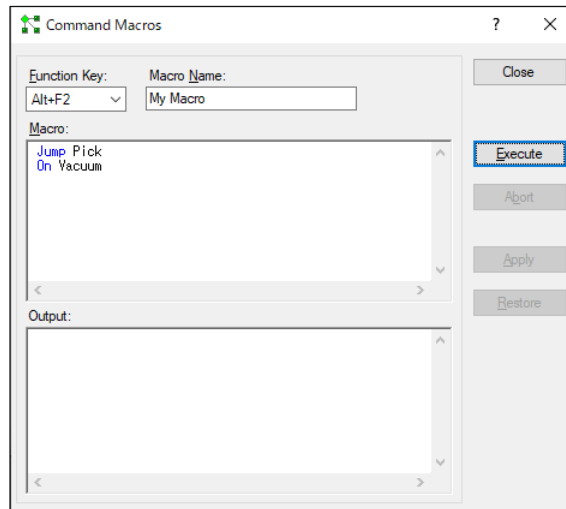 Command Macros
Function Key:
Macro Name:
Close
Alt+F2
My Macro
Macro:
Jump Pick
On Vacuum
Execute
Abort
Apply
Restore
Output: